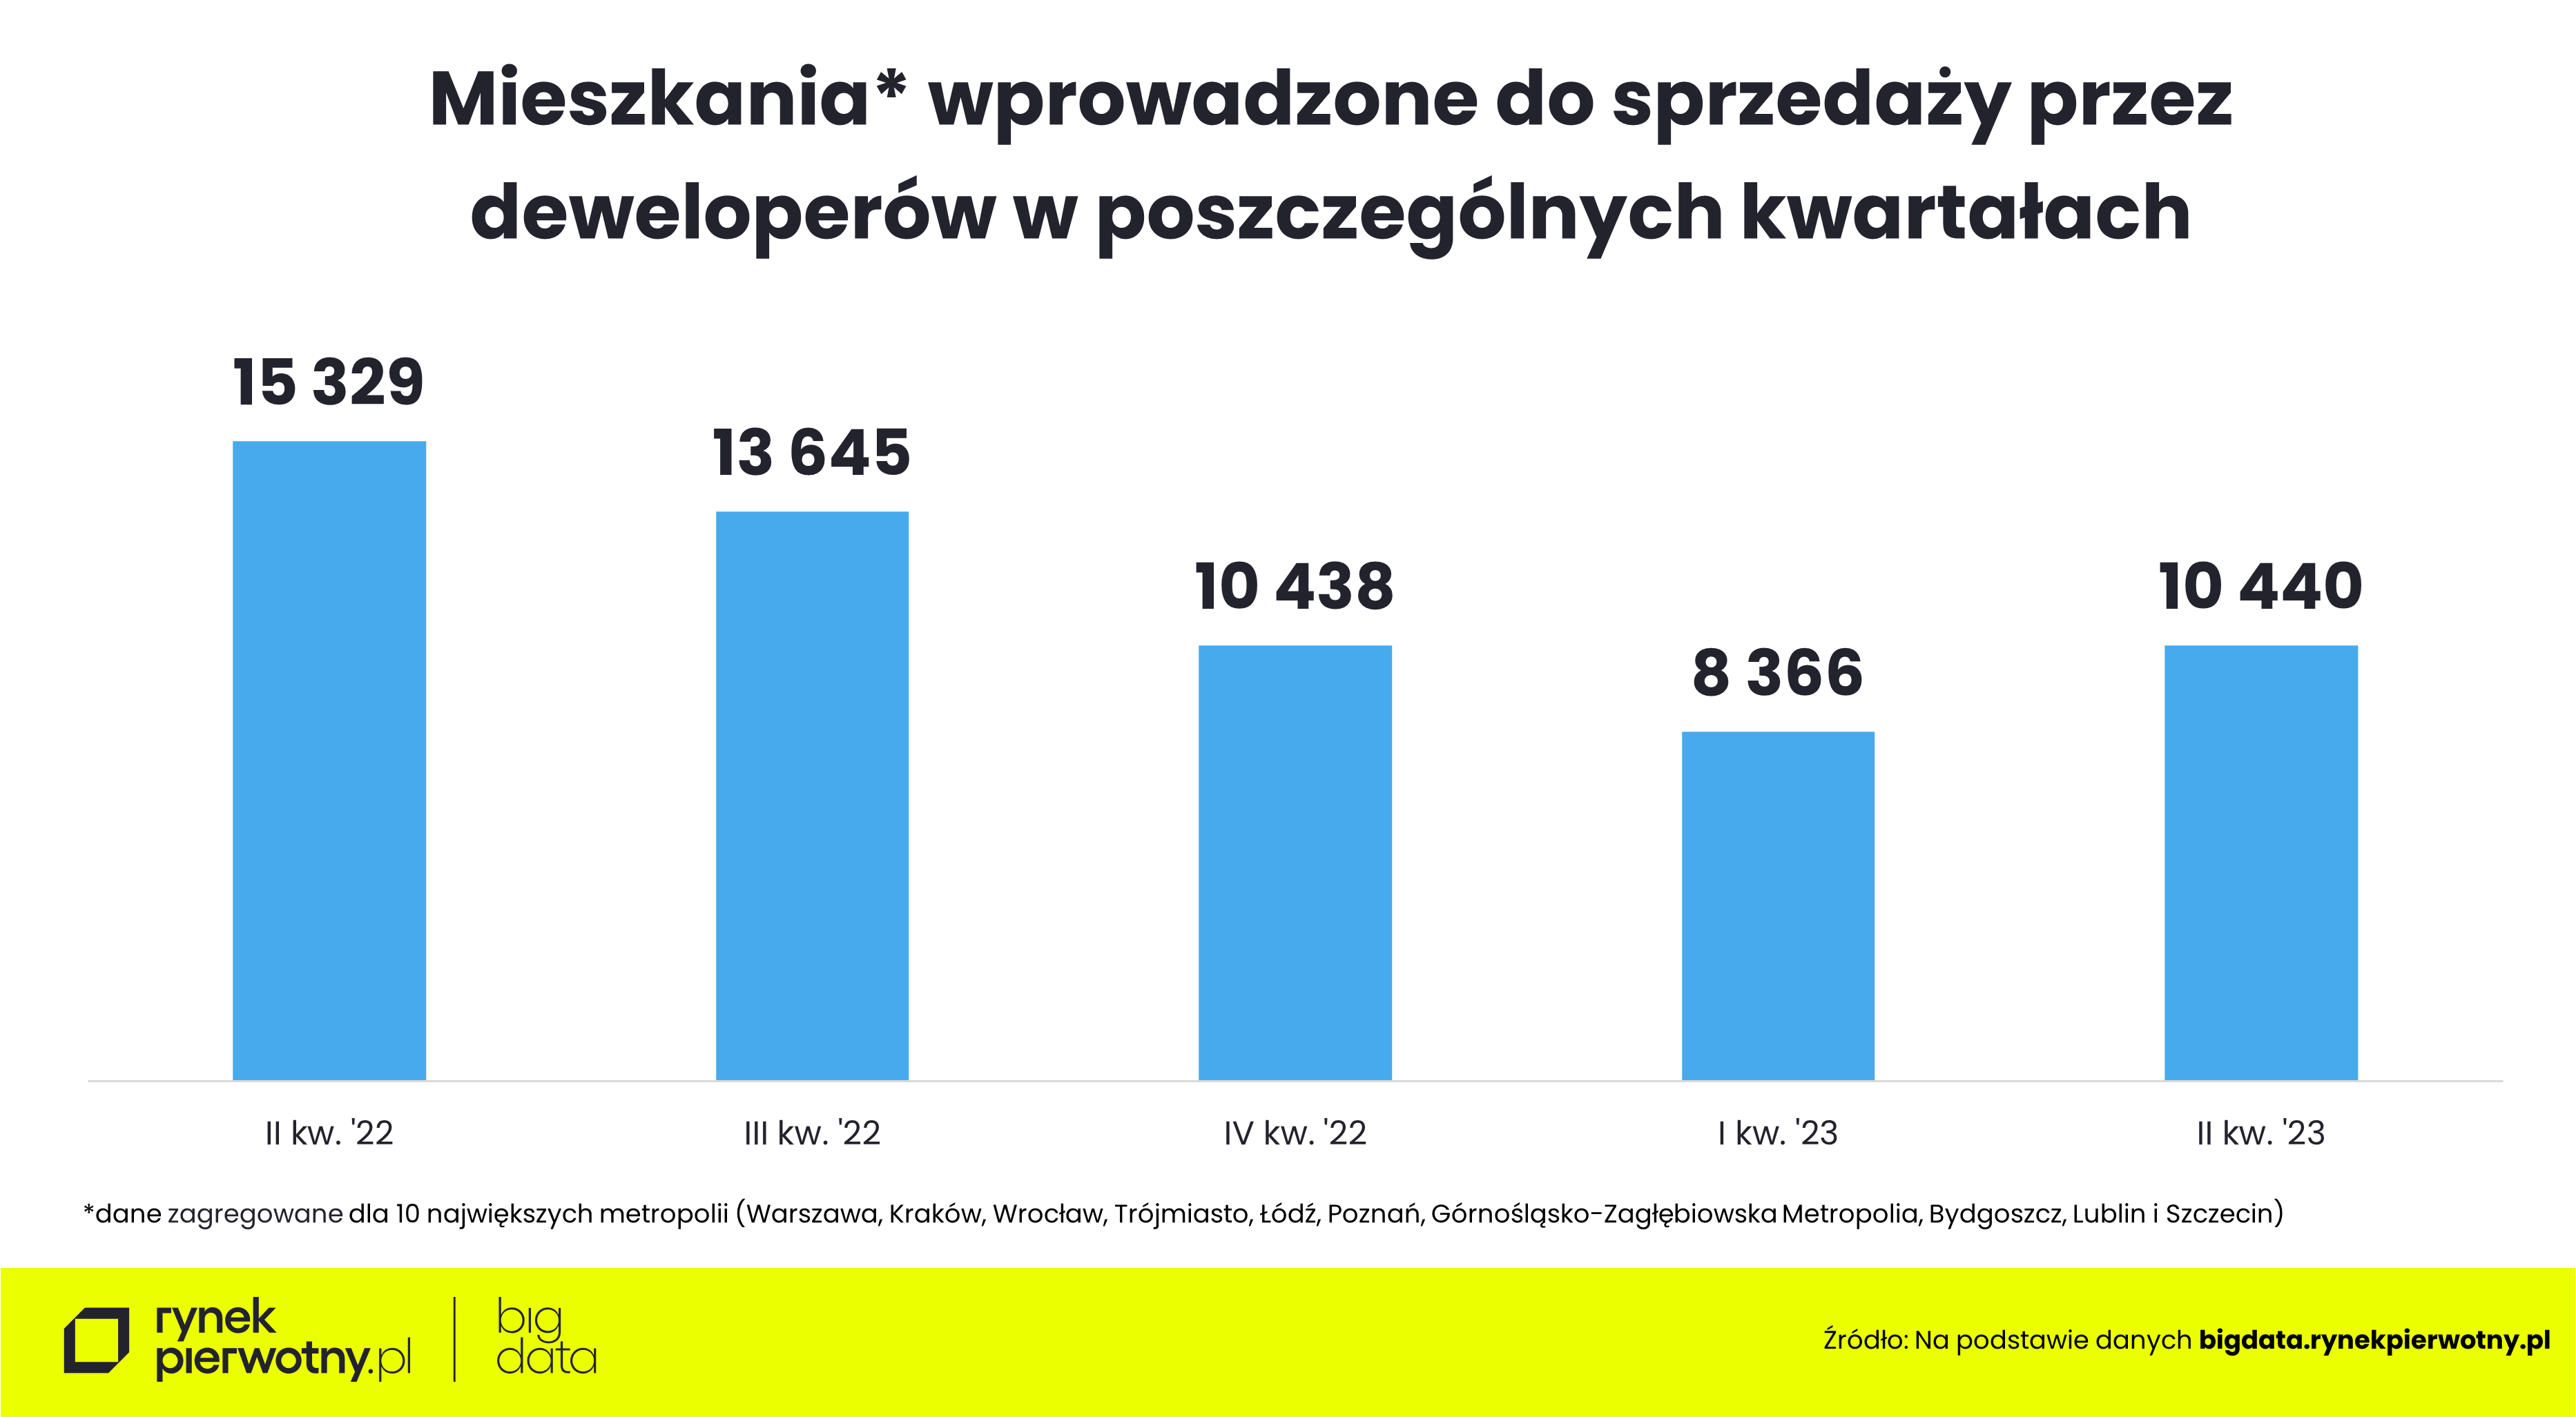 Mieszkania* wprowadzone do sprzedaży przez
deweloperów w poszczególnych kwartałach
15 329
13 645
10 438
8 366
10 440
II kw. '22
III kw. '22
IV kw. '22
I kw. '23
II kw. '23
*dane zagregowane dla 10 największych metropolii (Warszawa, Kraków, Wrocław, Trójmiasto, Łódź, Poznań, Górnośląsko-Zagłębiowska Metropolia, Bydgoszcz, Lublin i Szczecin)
rynek
pierwotny.pl
big
data
Źródło: Na podstawie danych bigdata.rynekpierwotny.pl